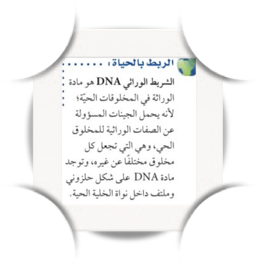 الربط بالحياة:
الشريط الوراثي DNA هو مادة
الوراثة في المخلوقات الحيّة؛
لأنه يحمل الجينات المسؤولة
عن الصفات الوراثية للمخلوق
الحي، وهي التي تجعل كل
مخلوق مختلفًا عن غيره، وتوجد
مادة DNA على شكل حلزوني
وملتف داخل نواة الخلية الحية.